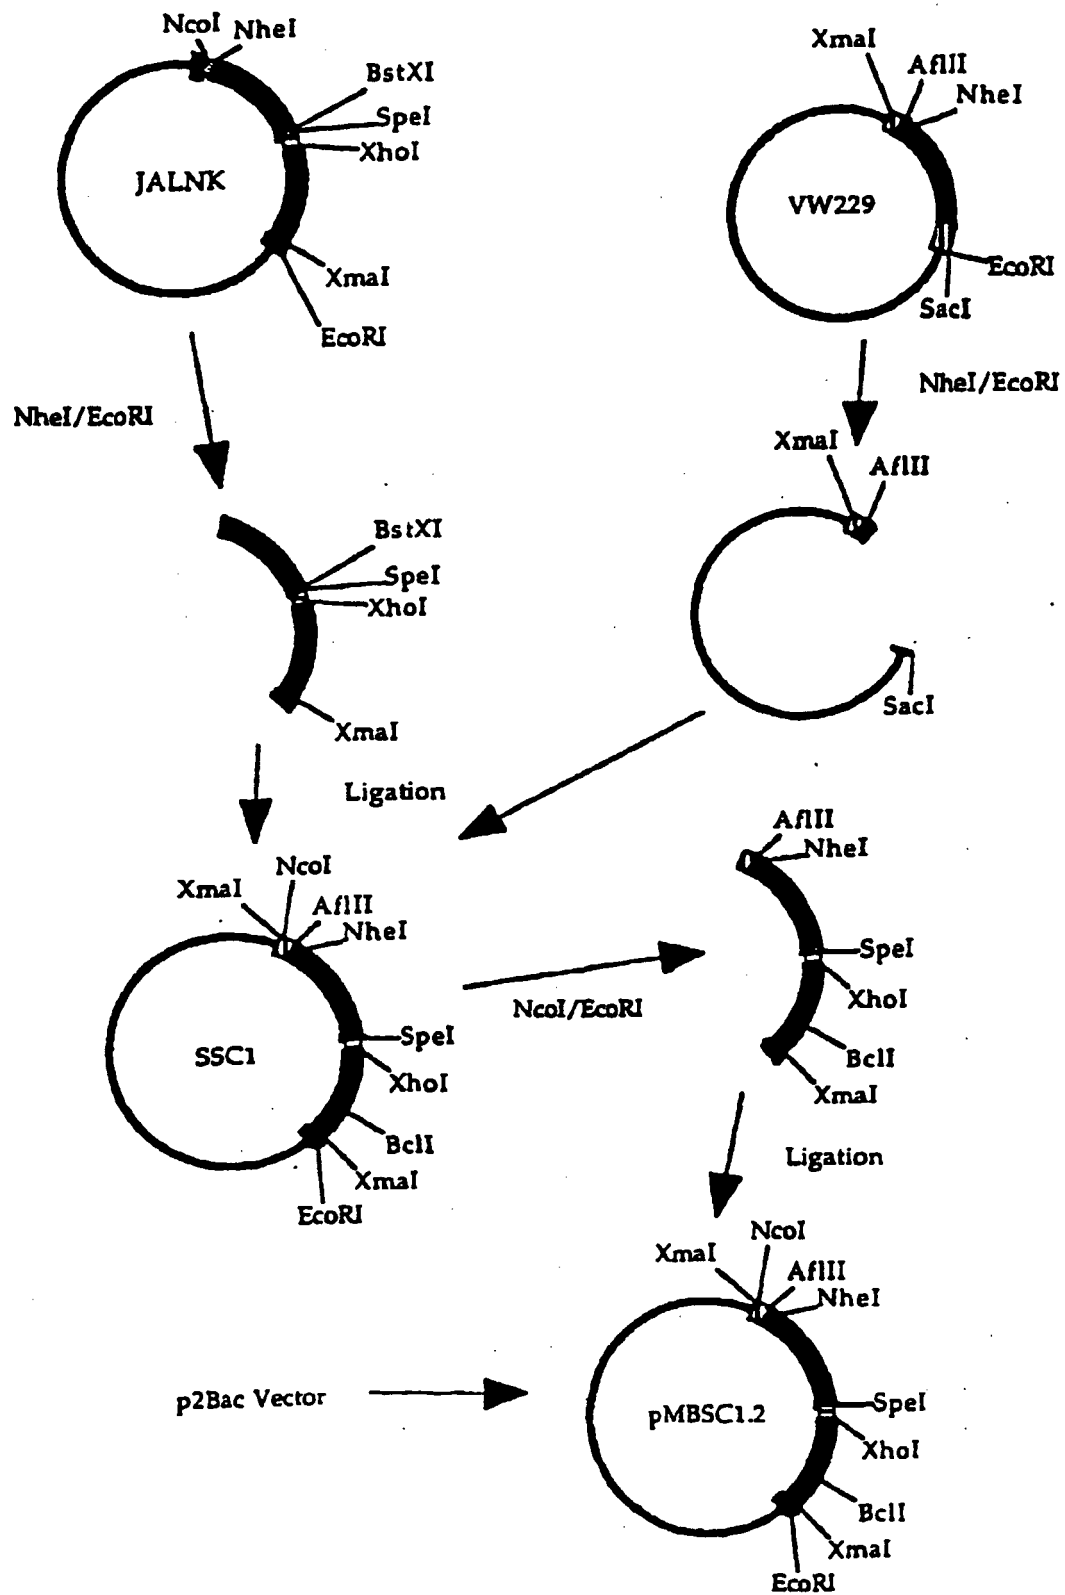 NcoI
NheI
BstXI
SpeI
XhoI
JALNK
XmaI
EcoRI
XmaI
AflII
NheI
VW229
EcoRI
SacI
NheI/EcoRI
NheI/EcoRI
XmaI
AflII
BstXI
SpeI
XhoI
XmaI
SacI
Ligation
NcoI
XmaI
AflII
NheI
SSC1
SpeI
XhoI
BclI
XmaI
EcoRI
NcoI/EcoRI
AflII
NheI
SpeI
XhoI
BclI
XmaI
Ligation
p2Bac Vector
NcoI
XmaI
AflII
NheI
pMBSC1.2
SpeI
XhoI
BclI
XmaI
EcoRI